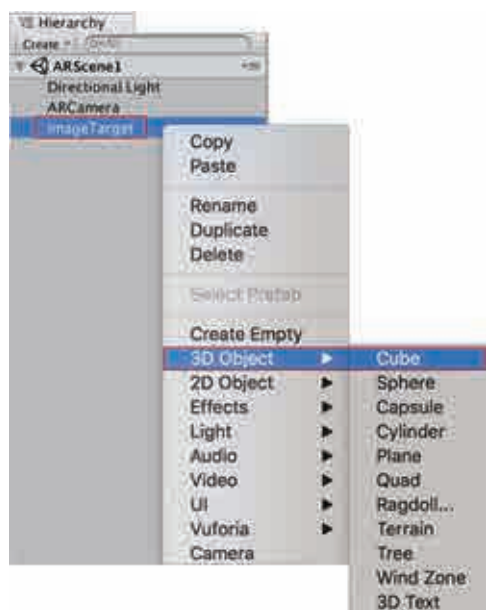 Hierarchy
Create
ARScene1
Directional Light
ARCamera
ImageTarget
Copy
Paste
Rename
Duplicate
Delete
Select Prefab
Create Empty
3D Object
2D Object
Effects
Light
Audio
Video
UI
Vuforia
Camera
Cube
Sphere
Capsule
Cylinder
Plane
Quad
Ragdoll...
Terrain
Tree
Wind Zone
3D Text